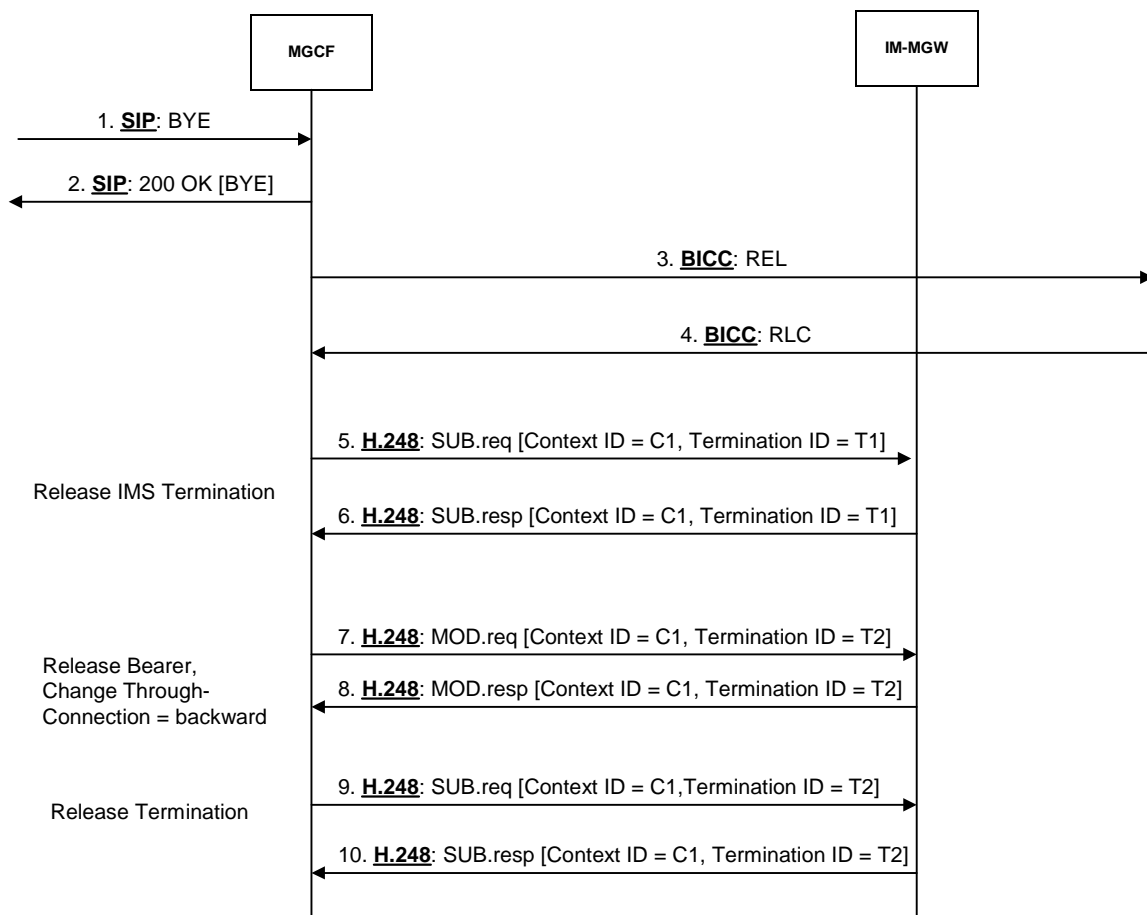 MGCF
IM-MGW
1. SIP: BYE
2. SIP: 200 OK [BYE]
3. BICC: REL
4. BICC: RLC
5. H.248: SUB.req [Context ID = C1, Termination ID = T1]
Release IMS Termination
6. H.248: SUB.resp [Context ID = C1, Termination ID = T1]
7. H.248: MOD.req [Context ID = C1, Termination ID = T2]
Release Bearer,
Change Through-
Connection = backward
8. H.248: MOD.resp [Context ID = C1, Termination ID = T2]
9. H.248: SUB.req [Context ID = C1,Termination ID = T2]
Release Termination
10. H.248: SUB.resp [Context ID = C1, Termination ID = T2]